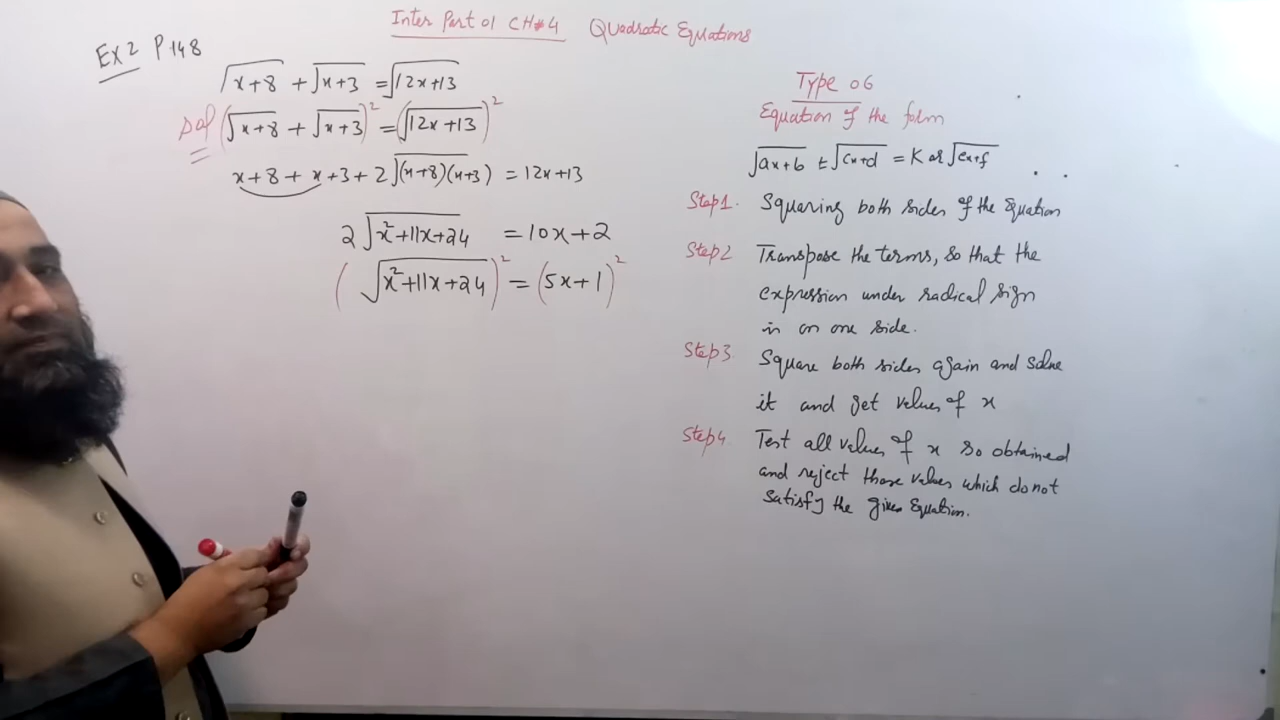 Inter Part 01 CH#4 Quadratic Equations
Ex2 P148
√(x+8) + √(x+3) = √(12x+13)
Sol (√(x+8) + √(x+3))² = (√(12x+13))²
x+8 + x+3 + 2√((x+8)(x+3)) = 12x+13
2√(x²+11x+24) = 10x+2
(√(x²+11x+24))² = (5x+1)²
Type 06
Equation of the form
√(ax+b) ± √(cx+d) = K or √(ex+f)
Step1. Squaring both sides of the Equation
Step2 Transpose the terms, so that the
expression under radical sign
is on one side.
Step3 Square both sides again and solve
it and get values of x
Step4. Test all values of x so obtained
and reject those values which do not
satisfy the given Equation.